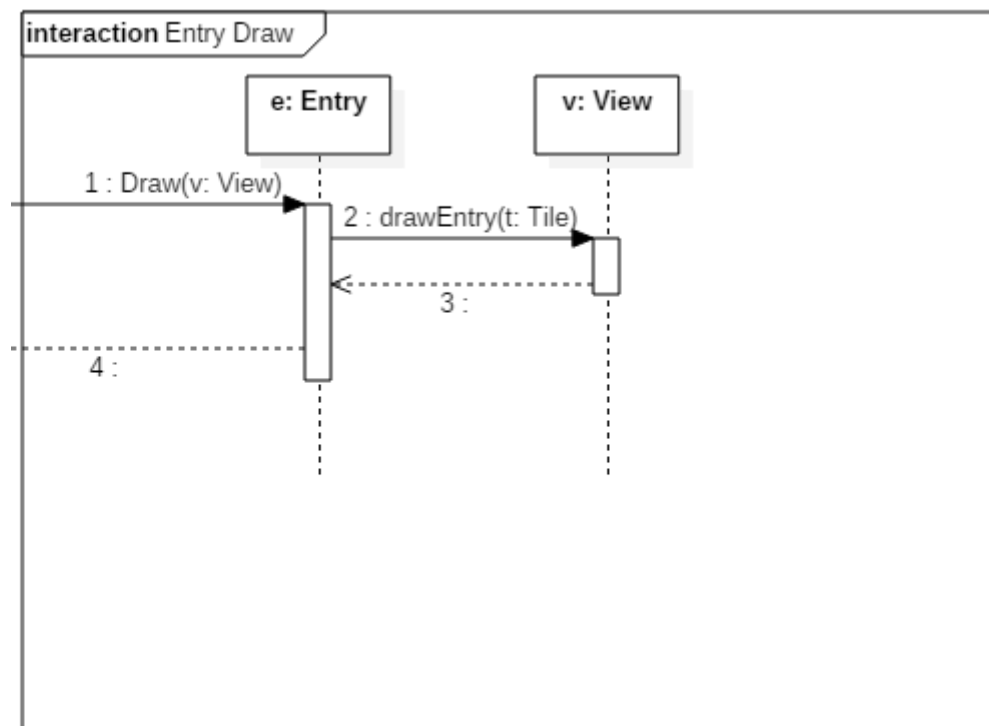 interaction Entry Draw
e: Entry
v: View
1 : Draw(v: View)
2 : drawEntry(t: Tile)
3 :
4 :